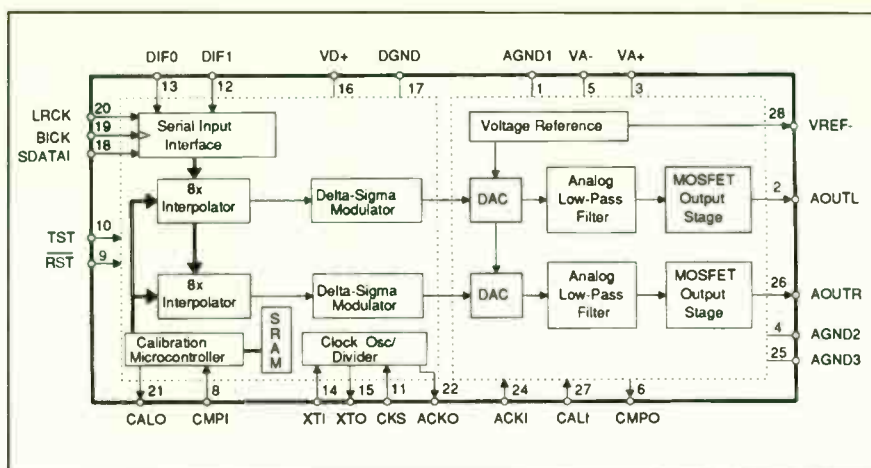 DIF0 DIF1 VD+ DGND AGND1 VA- VA+
13 12 16 17 1 5 3
LRCK 20
BICK 19
SDATAI 18
Serial Input
Interface
Voltage Reference
28 VREF-
8x
Interpolator
Delta-Sigma
Modulator
DAC
Analog
Low-Pass
Filter
MOSFET
Output
Stage
2 AOUTL
TST 10
RST 9
8x
Interpolator
Delta-Sigma
Modulator
DAC
Analog
Low-Pass
Filter
MOSFET
Output
Stage
26 AOUTR
4 AGND2
25 AGND3
Calibration
Microcontroller
SRAM
Clock Osc/
Divider
21 8 14 15 11 22 24 27 6
CALO CMPI XTI XTO CKS ACKO ACKI CALI CMPO